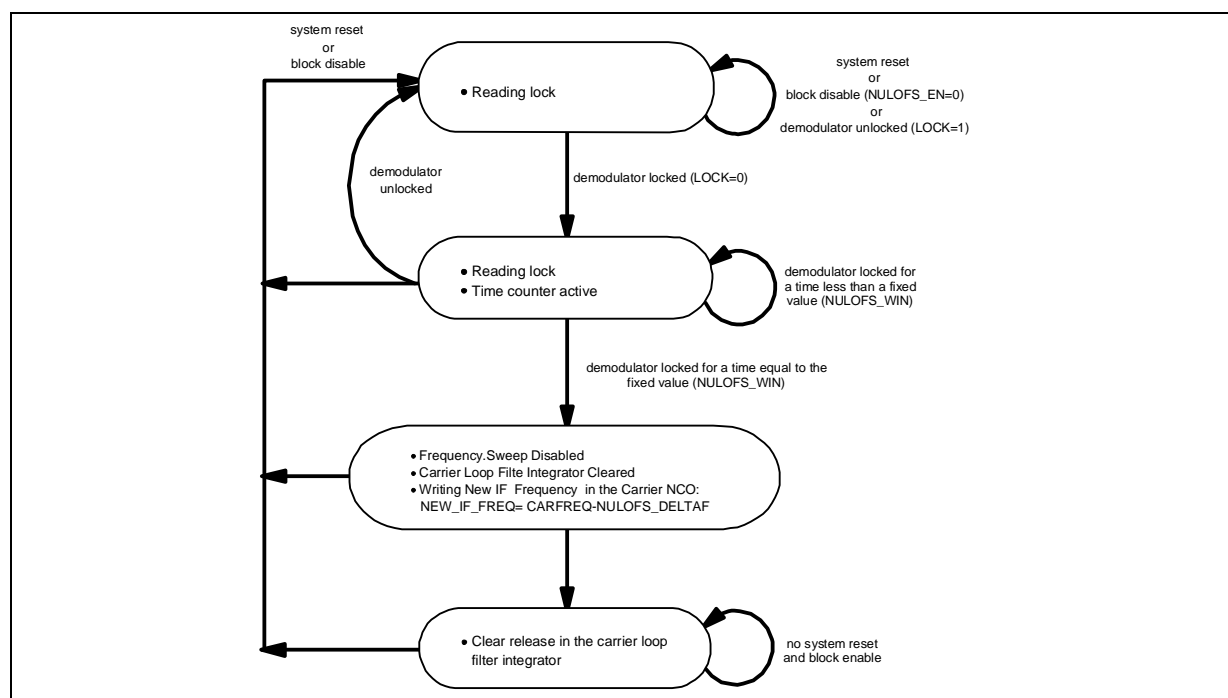 system reset
or
block disable
• Reading lock
system reset
or
block disable (NULOFS_EN=0)
or
demodulator unlocked (LOCK=1)
demodulator
unlocked
demodulator locked (LOCK=0)
• Reading lock
• Time counter active
demodulator locked for
a time less than a fixed
value (NULOFS_WIN)
demodulator locked for a time equal to the
fixed value (NULOFS_WIN)
• Frequency.Sweep Disabled
• Carrier Loop Filte Integrator Cleared
• Writing New IF Frequency in the Carrier NCO:
NEW_IF_FREQ= CARFREQ-NULOFS_DELTAF
• Clear release in the carrier loop
filter integrator
no system reset
and block enable